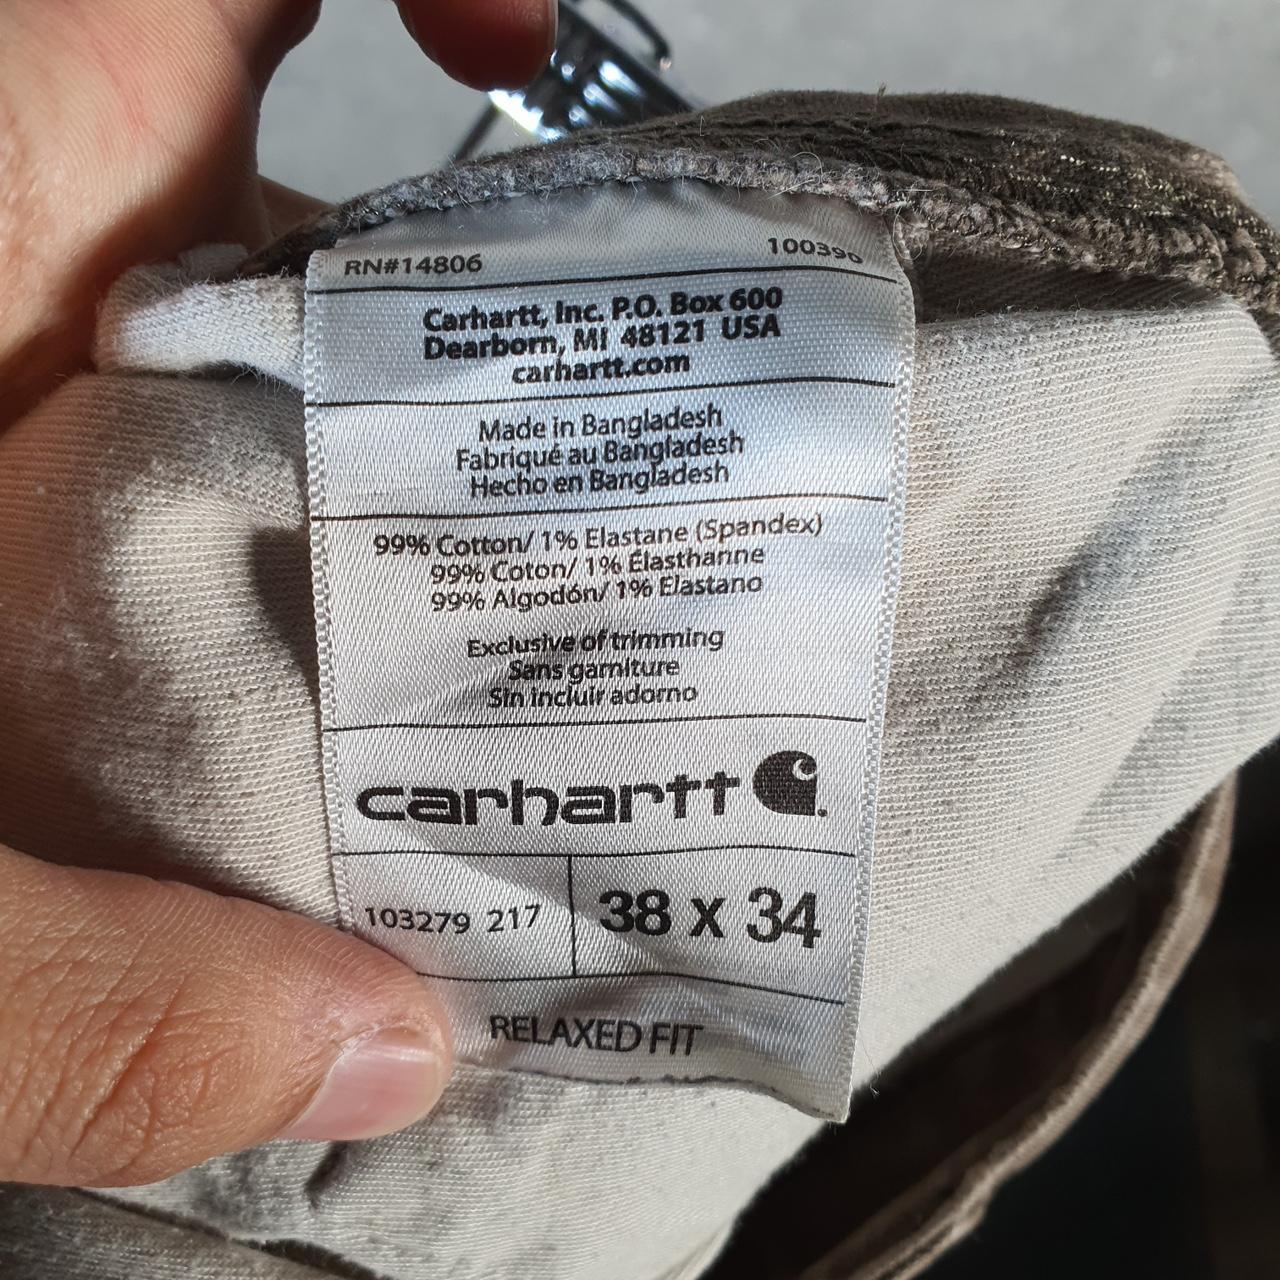 RN#14806
Carhartt, Inc. P.O. Box 600
Dearborn, MI 48121 USA
carhartt.com
Made in Bangladesh
Fabriqué au Bangladesh
Hecho en Bangladesh
99% Cotton/ 1% Elastane (Spandex)
99% Coton/ 1% Élasthanne
99% Algodón/ 1% Elastano
Exclusive of trimming
Sans garniture
Sin incluir adorno
carhartt
103279 217
38 x 34
RELAXED FIT